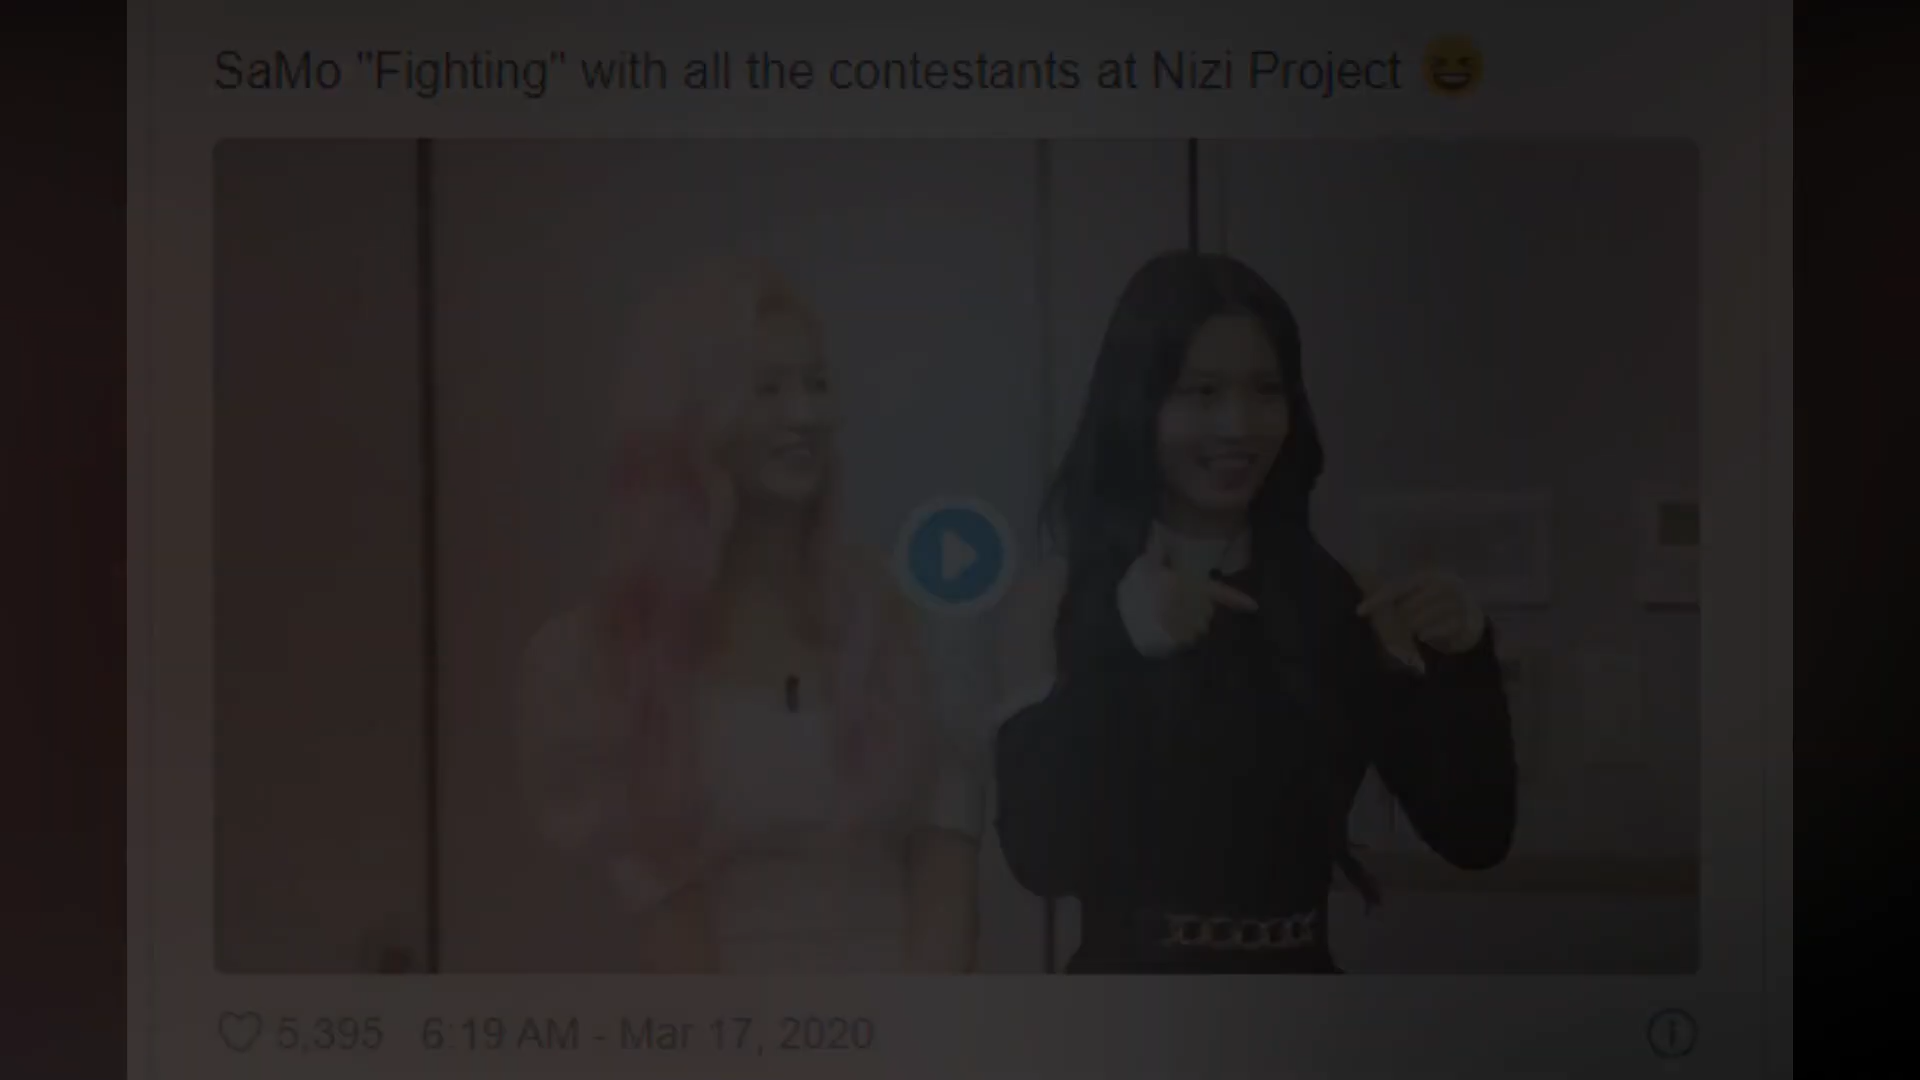 SaMo "Fighting" with all the contestants at Nizi Project 😆
5,395 6:19 AM - Mar 17, 2020